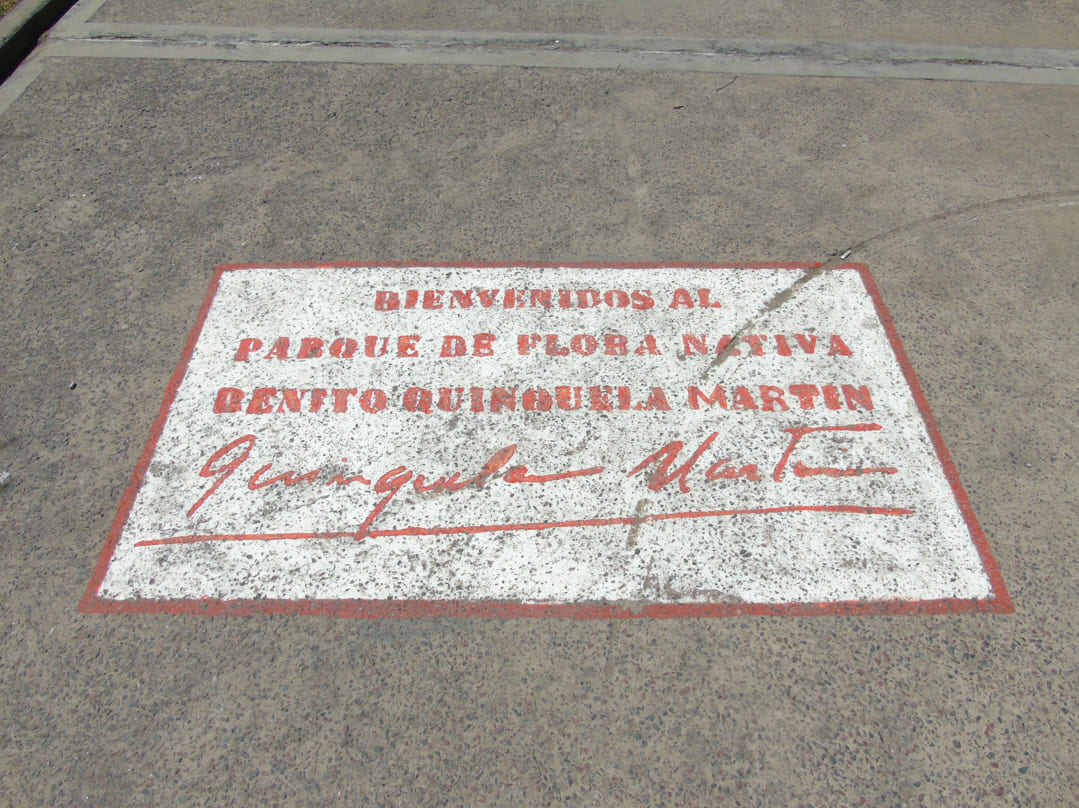 BIENVENIDOS AL
PARQUE DE FLORA NATIVA
BENITO QUINQUELA MARTIN
Quinquela Martin